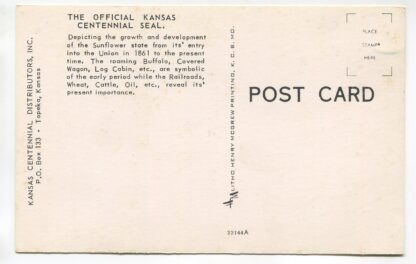 THE OFFICIAL KANSAS
CENTENNIAL SEAL.
Depicting the growth and development
of the Sunflower state from its' entry
into the Union in 1861 to the present
time. The roaming Buffalo, Covered
Wagon, Log Cabin, etc., are symbolic
of the early period while the Railroads,
Wheat, Cattle, Oil, etc., reveal its'
present importance.
KANSAS CENTENNIAL DISTRIBUTORS, INC.
P.O. Box 133 • Topeka, Kansas
LITHO HENRY McGREW PRINTING, K. C. 8, MO.
PLACE
STAMP
HERE
POST CARD
32144A